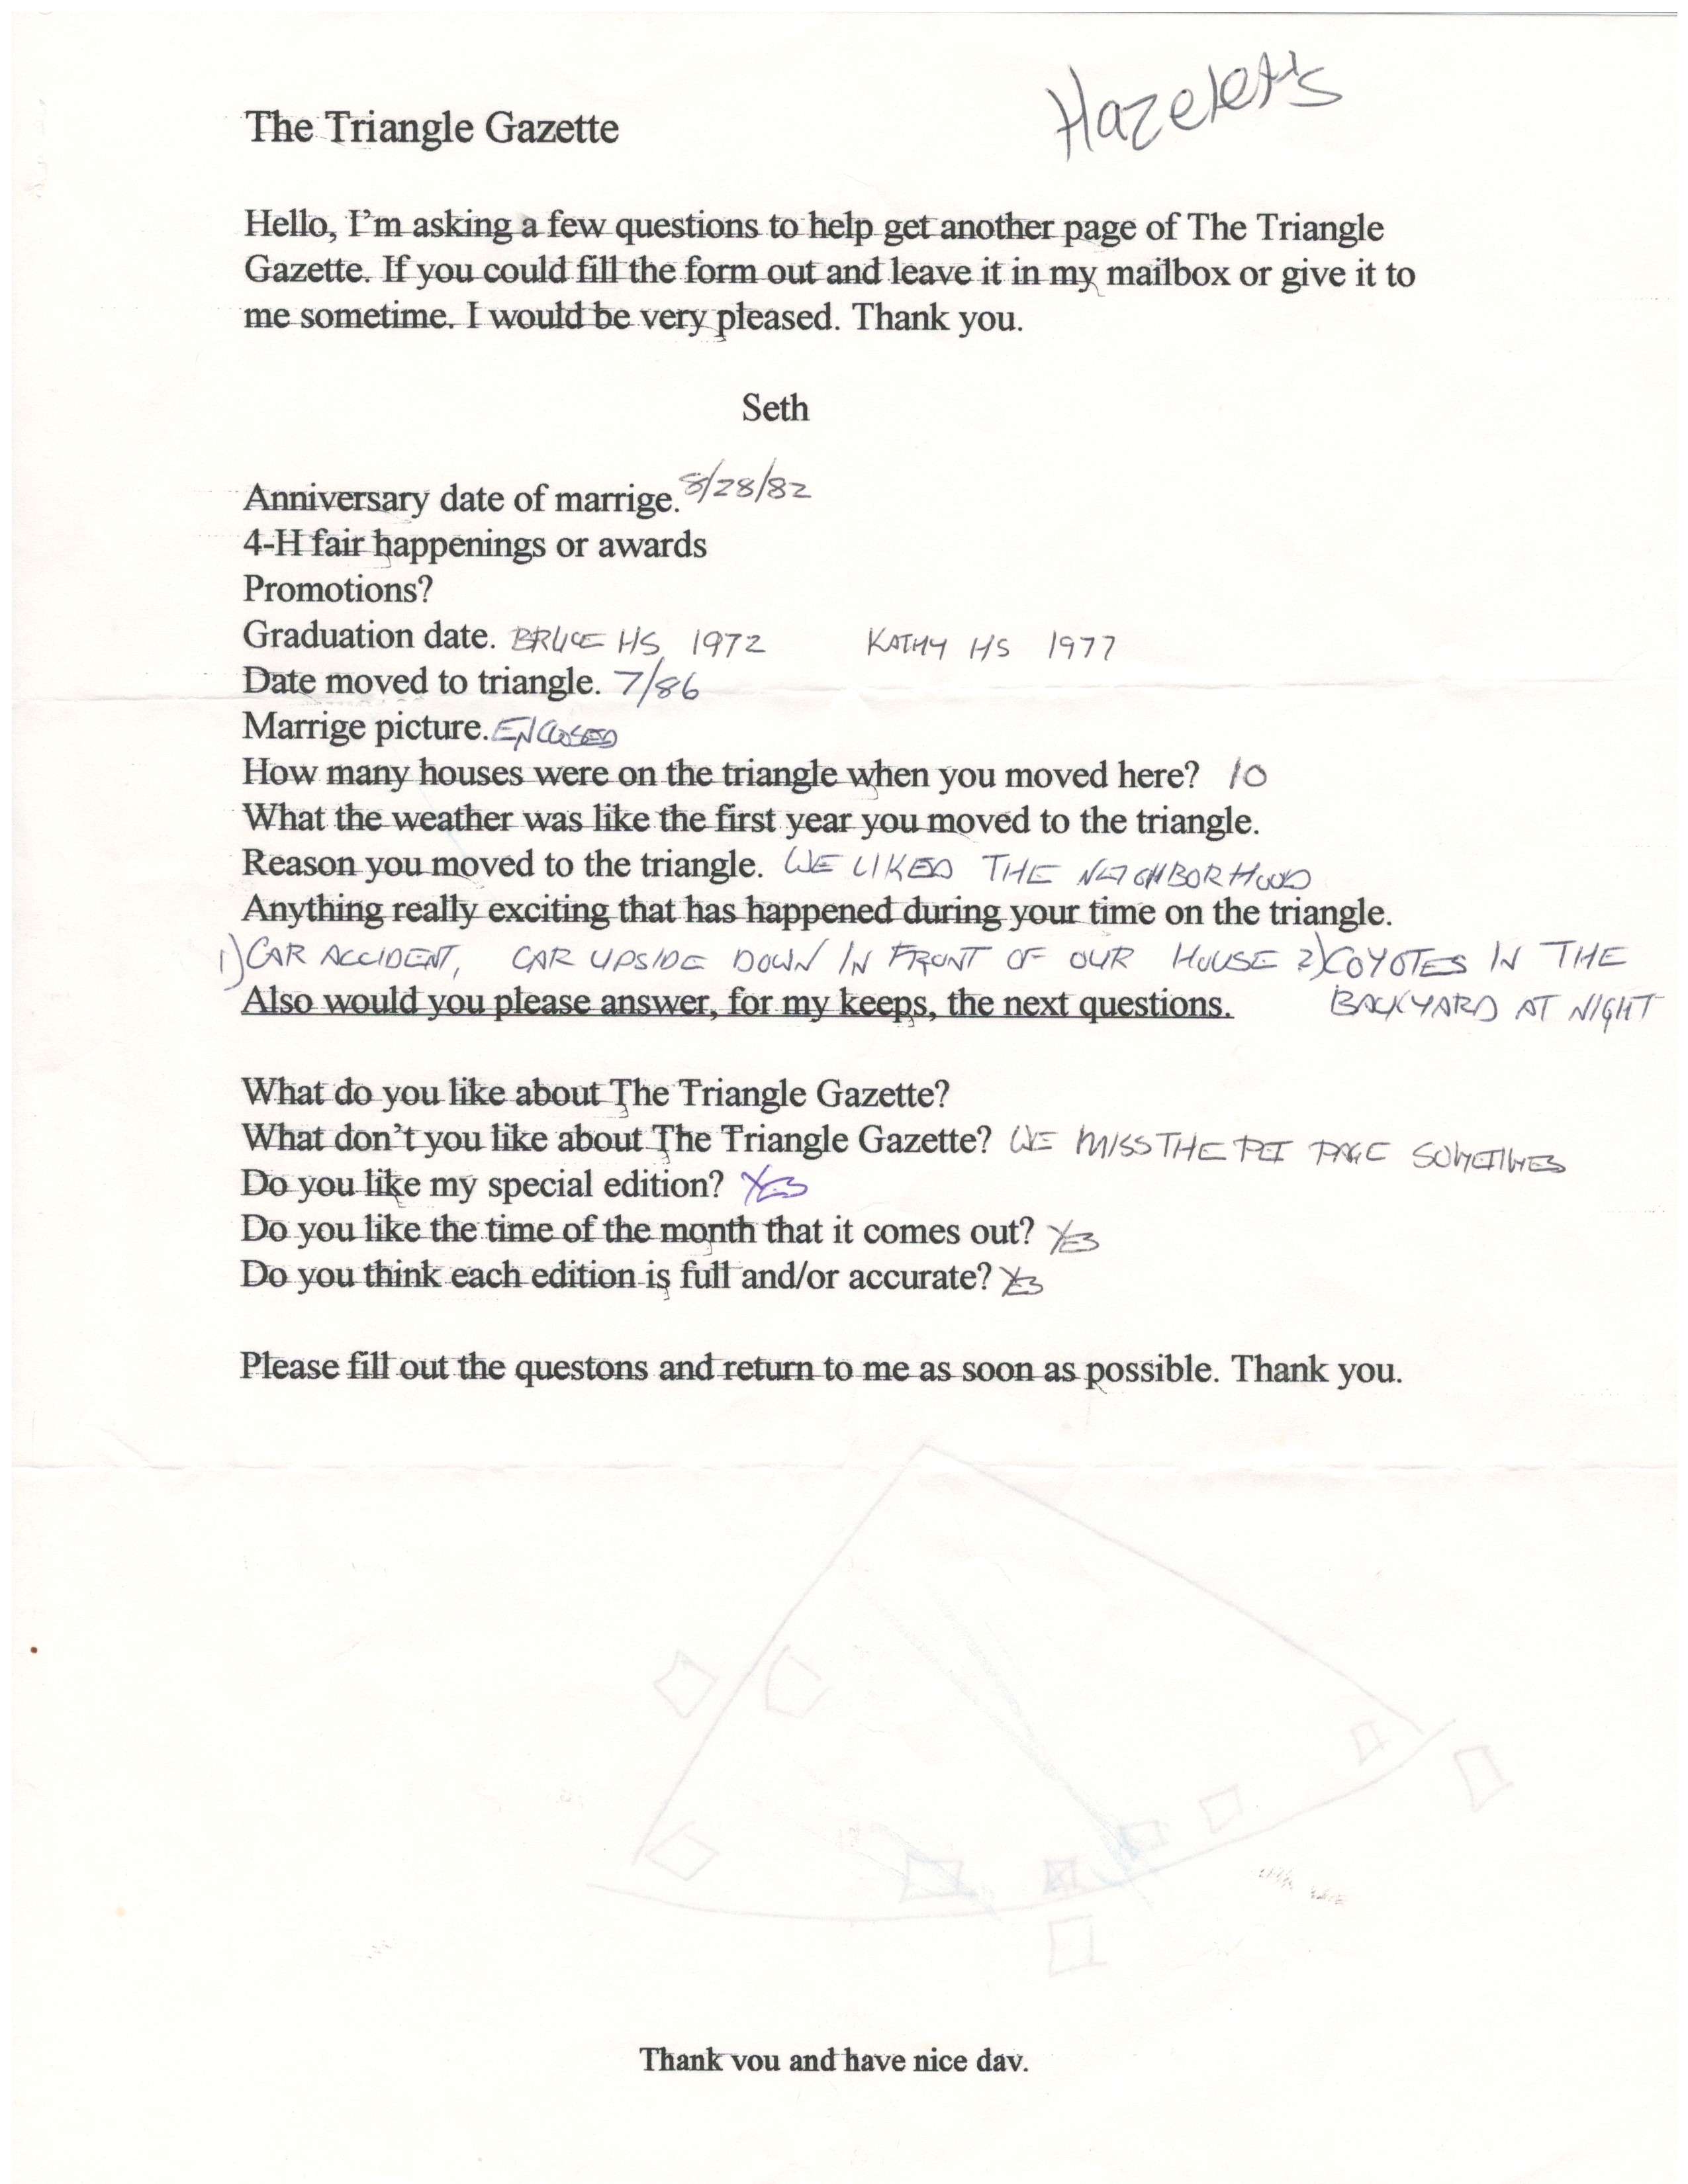 Hazelett's
The Triangle Gazette
Hello, I'm asking a few questions to help get another page of The Triangle
Gazette. If you could fill the form out and leave it in my mailbox or give it to
me sometime. I would be very pleased. Thank you.
Seth
Anniversary date of marrige. 8/28/82
4-H fair happenings or awards
Promotions?
Graduation date. BRUCE HS 1972 KATHY HS 1977
Date moved to triangle. 7/86
Marrige picture. ENCLOSED
How many houses were on the triangle when you moved here? 10
What the weather was like the first year you moved to the triangle.
Reason you moved to the triangle. WE LIKED THE NEIGHBORHOOD
Anything really exciting that has happened during your time on the triangle.
1) CAR ACCIDENT, CAR UPSIDE DOWN IN FRONT OF OUR HOUSE 2) COYOTES IN THE
BACKYARD AT NIGHT
Also would you please answer, for my keeps, the next questions.
What do you like about The Triangle Gazette?
What don't you like about The Triangle Gazette? WE MISS THE PET PAGE SOMETIMES
Do you like my special edition? YES
Do you like the time of the month that it comes out? YES
Do you think each edition is full and/or accurate? YES
Please fill out the questons and return to me as soon as possible. Thank you.
Thank you and have nice day.